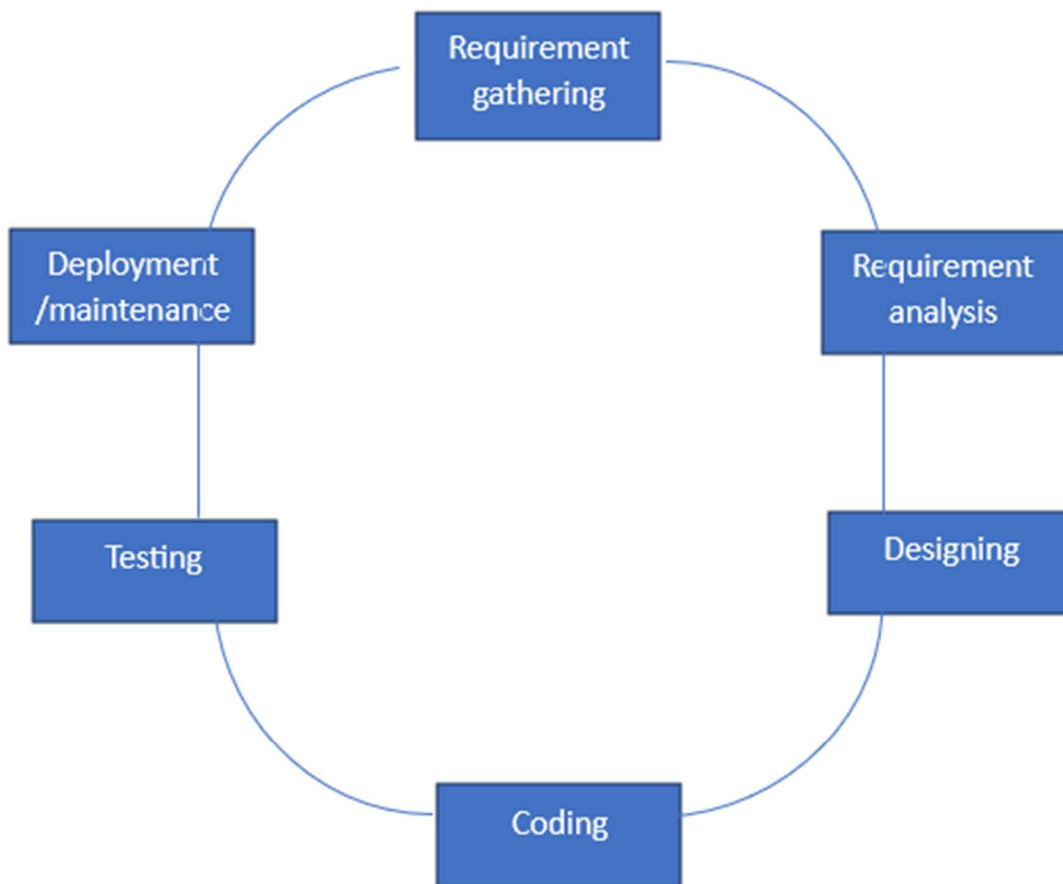 Requirement
gathering
Requirement
analysis
Designing
Coding
Testing
Deployment
/maintenance